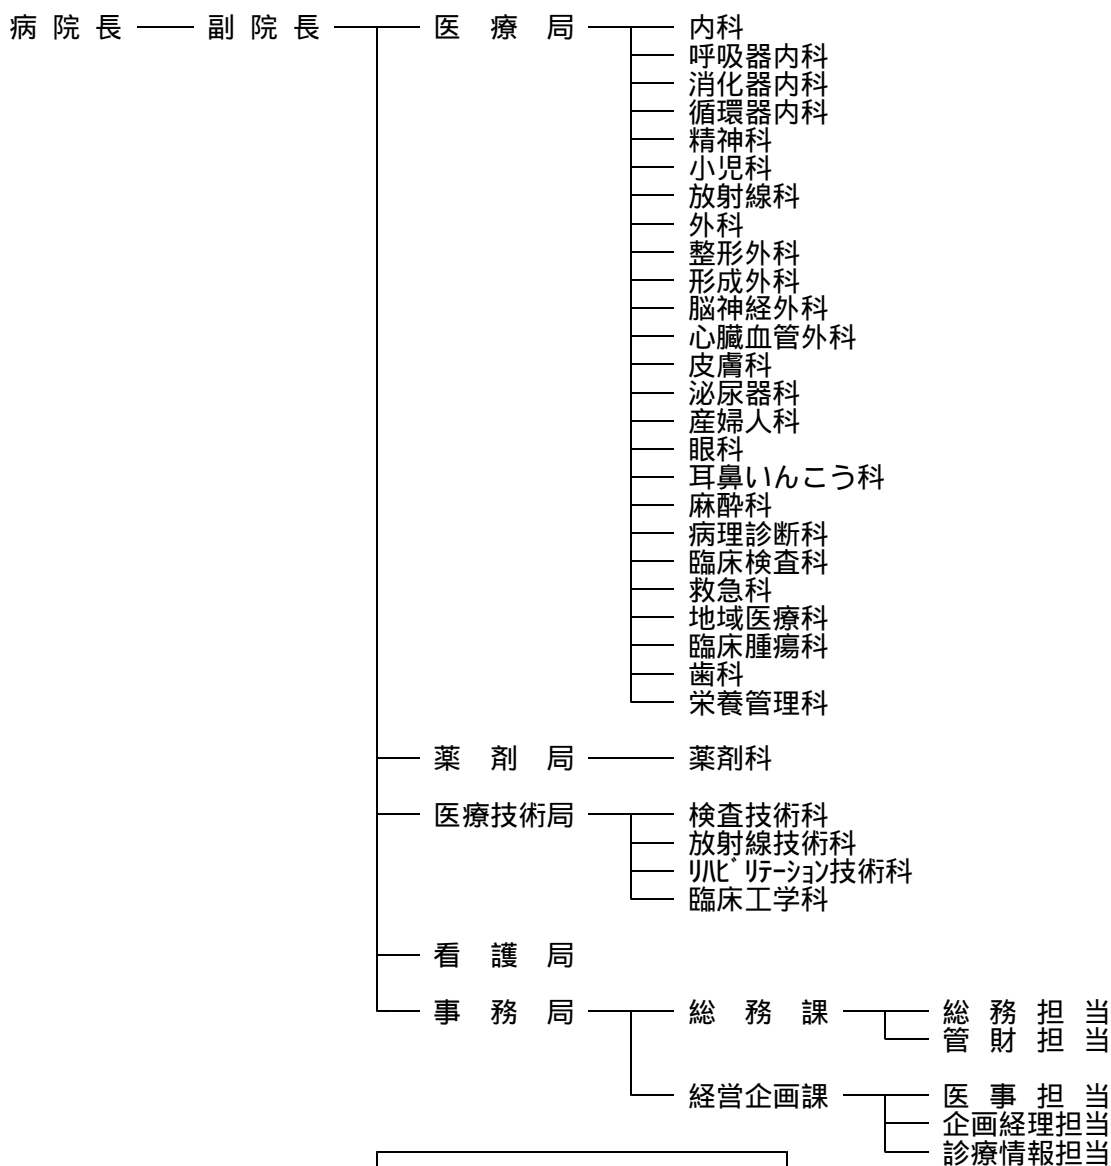 病院長 副院長 医療局 内科
呼吸器内科
消化器内科
循環器内科
精神科
小児科
放射線科
外科
整形外科
形成外科
脳神経外科
心臓血管外科
皮膚科
泌尿器科
産婦人科
眼科
耳鼻いんこう科
麻酔科
病理診断科
臨床検査科
救急科
地域医療科
臨床腫瘍科
歯科
栄養管理科
薬剤局 薬剤科
医療技術局 検査技術科
放射線技術科
ﾘﾊﾋﾞﾘﾃｰｼｮﾝ技術科
臨床工学科
看護局
事務局 総務課 総務担当
管財担当
経営企画課 医事担当
企画経理担当
診療情報担当